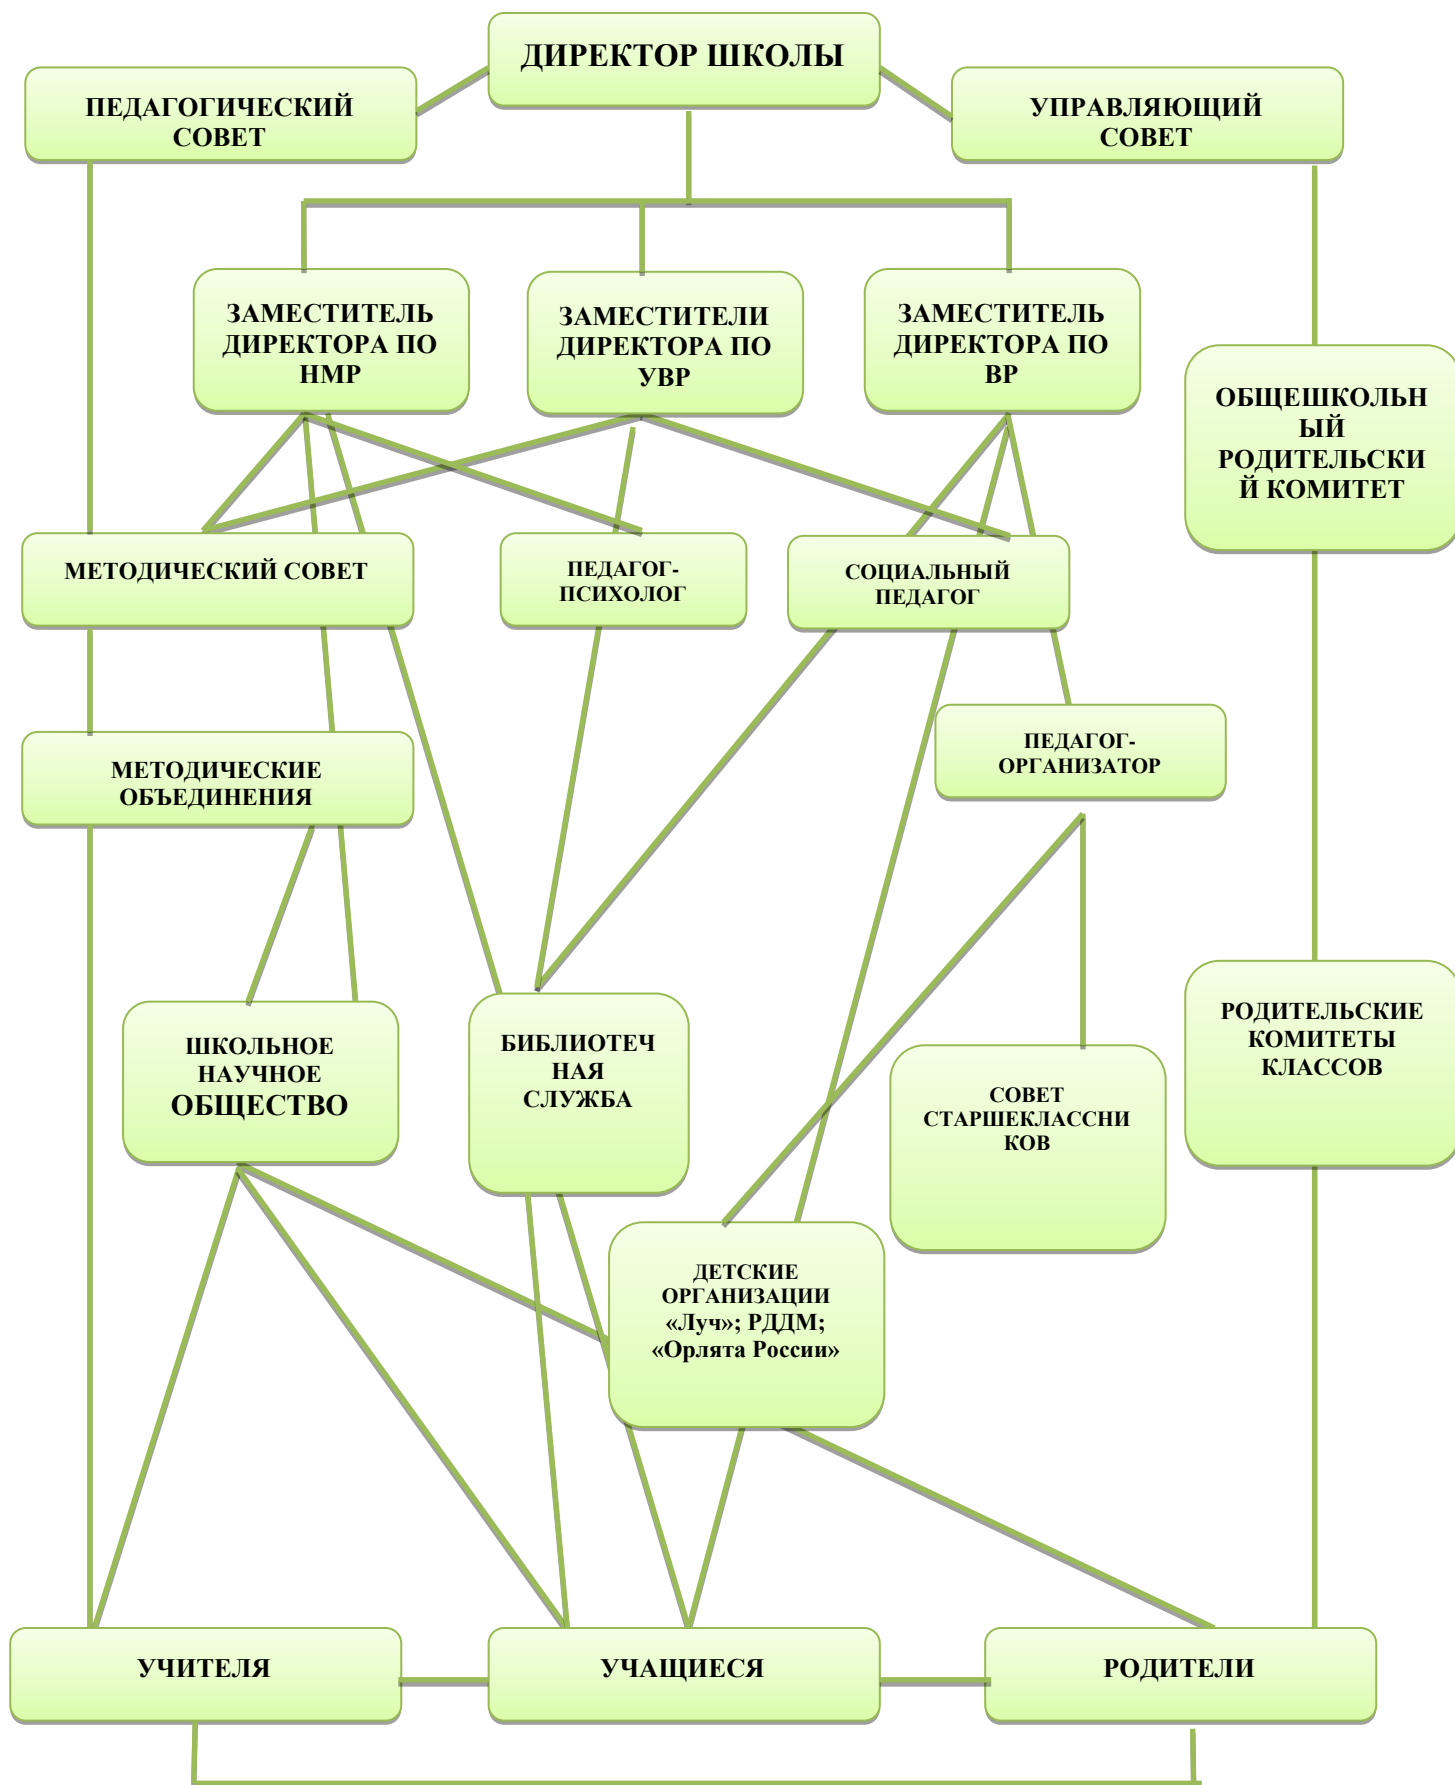 ДИРЕКТОР ШКОЛЫ
ПЕДАГОГИЧЕСКИЙ
СОВЕТ
УПРАВЛЯЮЩИЙ
СОВЕТ
ЗАМЕСТИТЕЛЬ
ДИРЕКТОРА ПО
НМР
ЗАМЕСТИТЕЛИ
ДИРЕКТОРА ПО
УВР
ЗАМЕСТИТЕЛЬ
ДИРЕКТОРА ПО
ВР
ОБЩЕШКОЛЬН
ЫЙ
РОДИТЕЛЬСКИ
Й КОМИТЕТ
МЕТОДИЧЕСКИЙ СОВЕТ
ПЕДАГОГ-
ПСИХОЛОГ
СОЦИАЛЬНЫЙ
ПЕДАГОГ
МЕТОДИЧЕСКИЕ
ОБЪЕДИНЕНИЯ
ПЕДАГОГ-
ОРГАНИЗАТОР
ШКОЛЬНОЕ
НАУЧНОЕ
ОБЩЕСТВО
БИБЛИОТЕЧ
НАЯ
СЛУЖБА
СОВЕТ
СТАРШЕКЛАССНИ
КОВ
РОДИТЕЛЬСКИЕ
КОМИТЕТЫ
КЛАССОВ
ДЕТСКИЕ
ОРГАНИЗАЦИИ
«Луч»; РДДМ;
«Орлята России»
УЧИТЕЛЯ
УЧАЩИЕСЯ
РОДИТЕЛИ